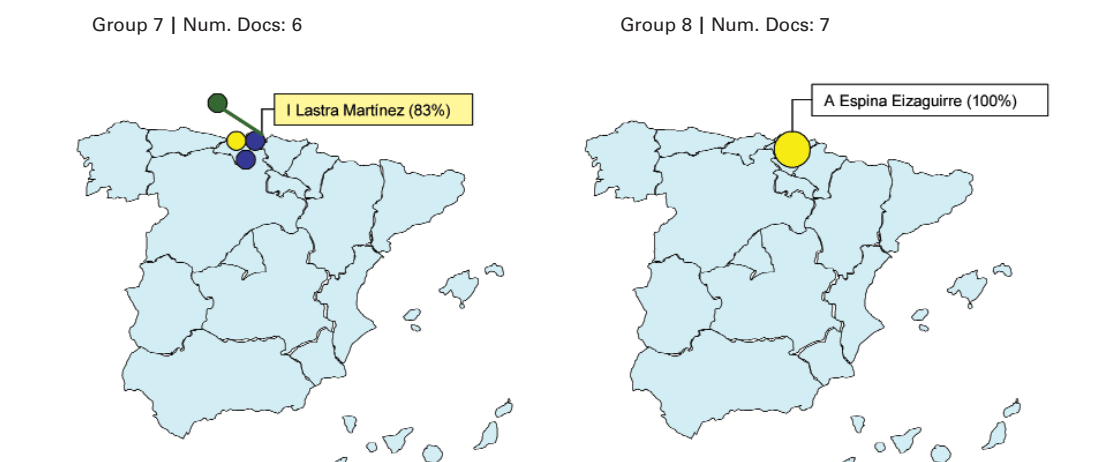 Group 7 | Num. Docs: 6
Group 8 | Num. Docs: 7
I Lastra Martínez (83%)
A Espina Eizaguirre (100%)